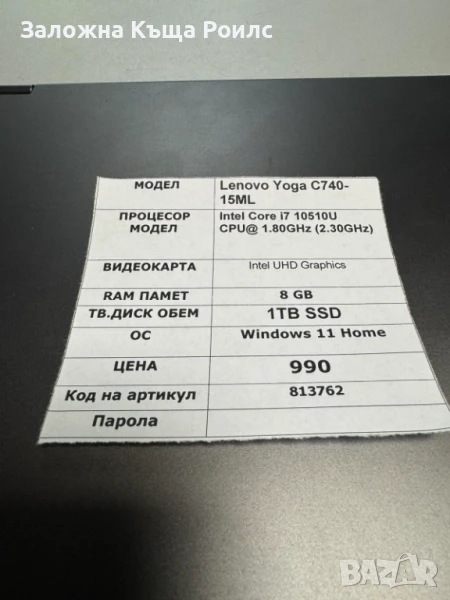 Заложна Къща Роилс
МОДЕЛ Lenovo Yoga C740-
15ML
ПРОЦЕСОР Intel Core i7 10510U
МОДЕЛ CPU@ 1.80GHz (2.30GHz)
ВИДЕОКАРТА Intel UHD Graphics
RAM ПАМЕТ 8 GB
ТВ.ДИСК ОБЕМ 1TB SSD
ОС Windows 11 Home
ЦЕНА 990
Код на артикул 813762
Парола
BAZAR